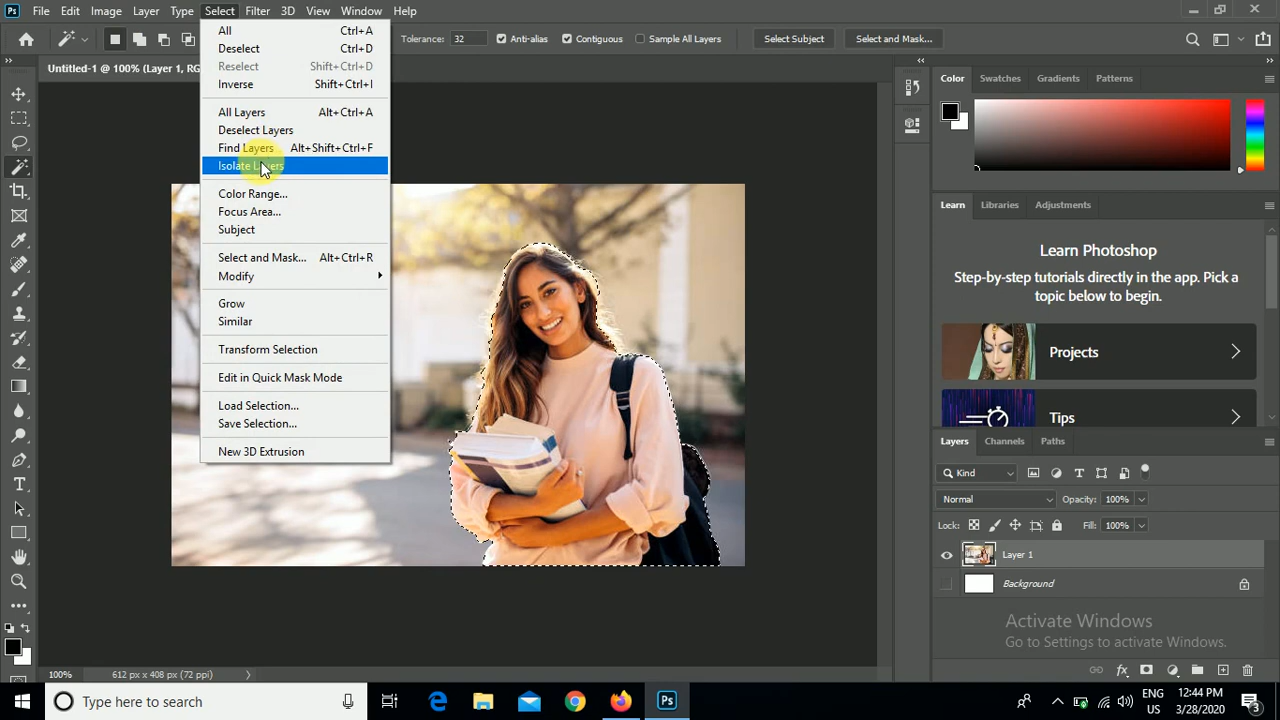 Ps File Edit Image Layer Type Select Filter 3D View Window Help
Tolerance: 32 Anti-alias Contiguous Sample All Layers Select Subject Select and Mask...
Untitled-1 @ 100% (Layer 1, RG
All Ctrl+A
Deselect Ctrl+D
Reselect Shift+Ctrl+D
Inverse Shift+Ctrl+I
All Layers Alt+Ctrl+A
Deselect Layers
Find Layers Alt+Shift+Ctrl+F
Isolate Layers
Color Range...
Focus Area...
Subject
Select and Mask... Alt+Ctrl+R
Modify
Grow
Similar
Transform Selection
Edit in Quick Mask Mode
Load Selection...
Save Selection...
New 3D Extrusion
Color Swatches Gradients Patterns
Learn Libraries Adjustments
Learn Photoshop
Step-by-step tutorials directly in the app. Pick a
topic below to begin.
Projects
Tips
Layers Channels Paths
Kind
Normal Opacity: 100%
Lock: Fill: 100%
Layer 1
Background
Activate Windows
Go to Settings to activate Windows.
100% 612 px x 408 px (72 ppi)
Type here to search
Ps
ENG
US
12:44 PM
3/28/2020
3